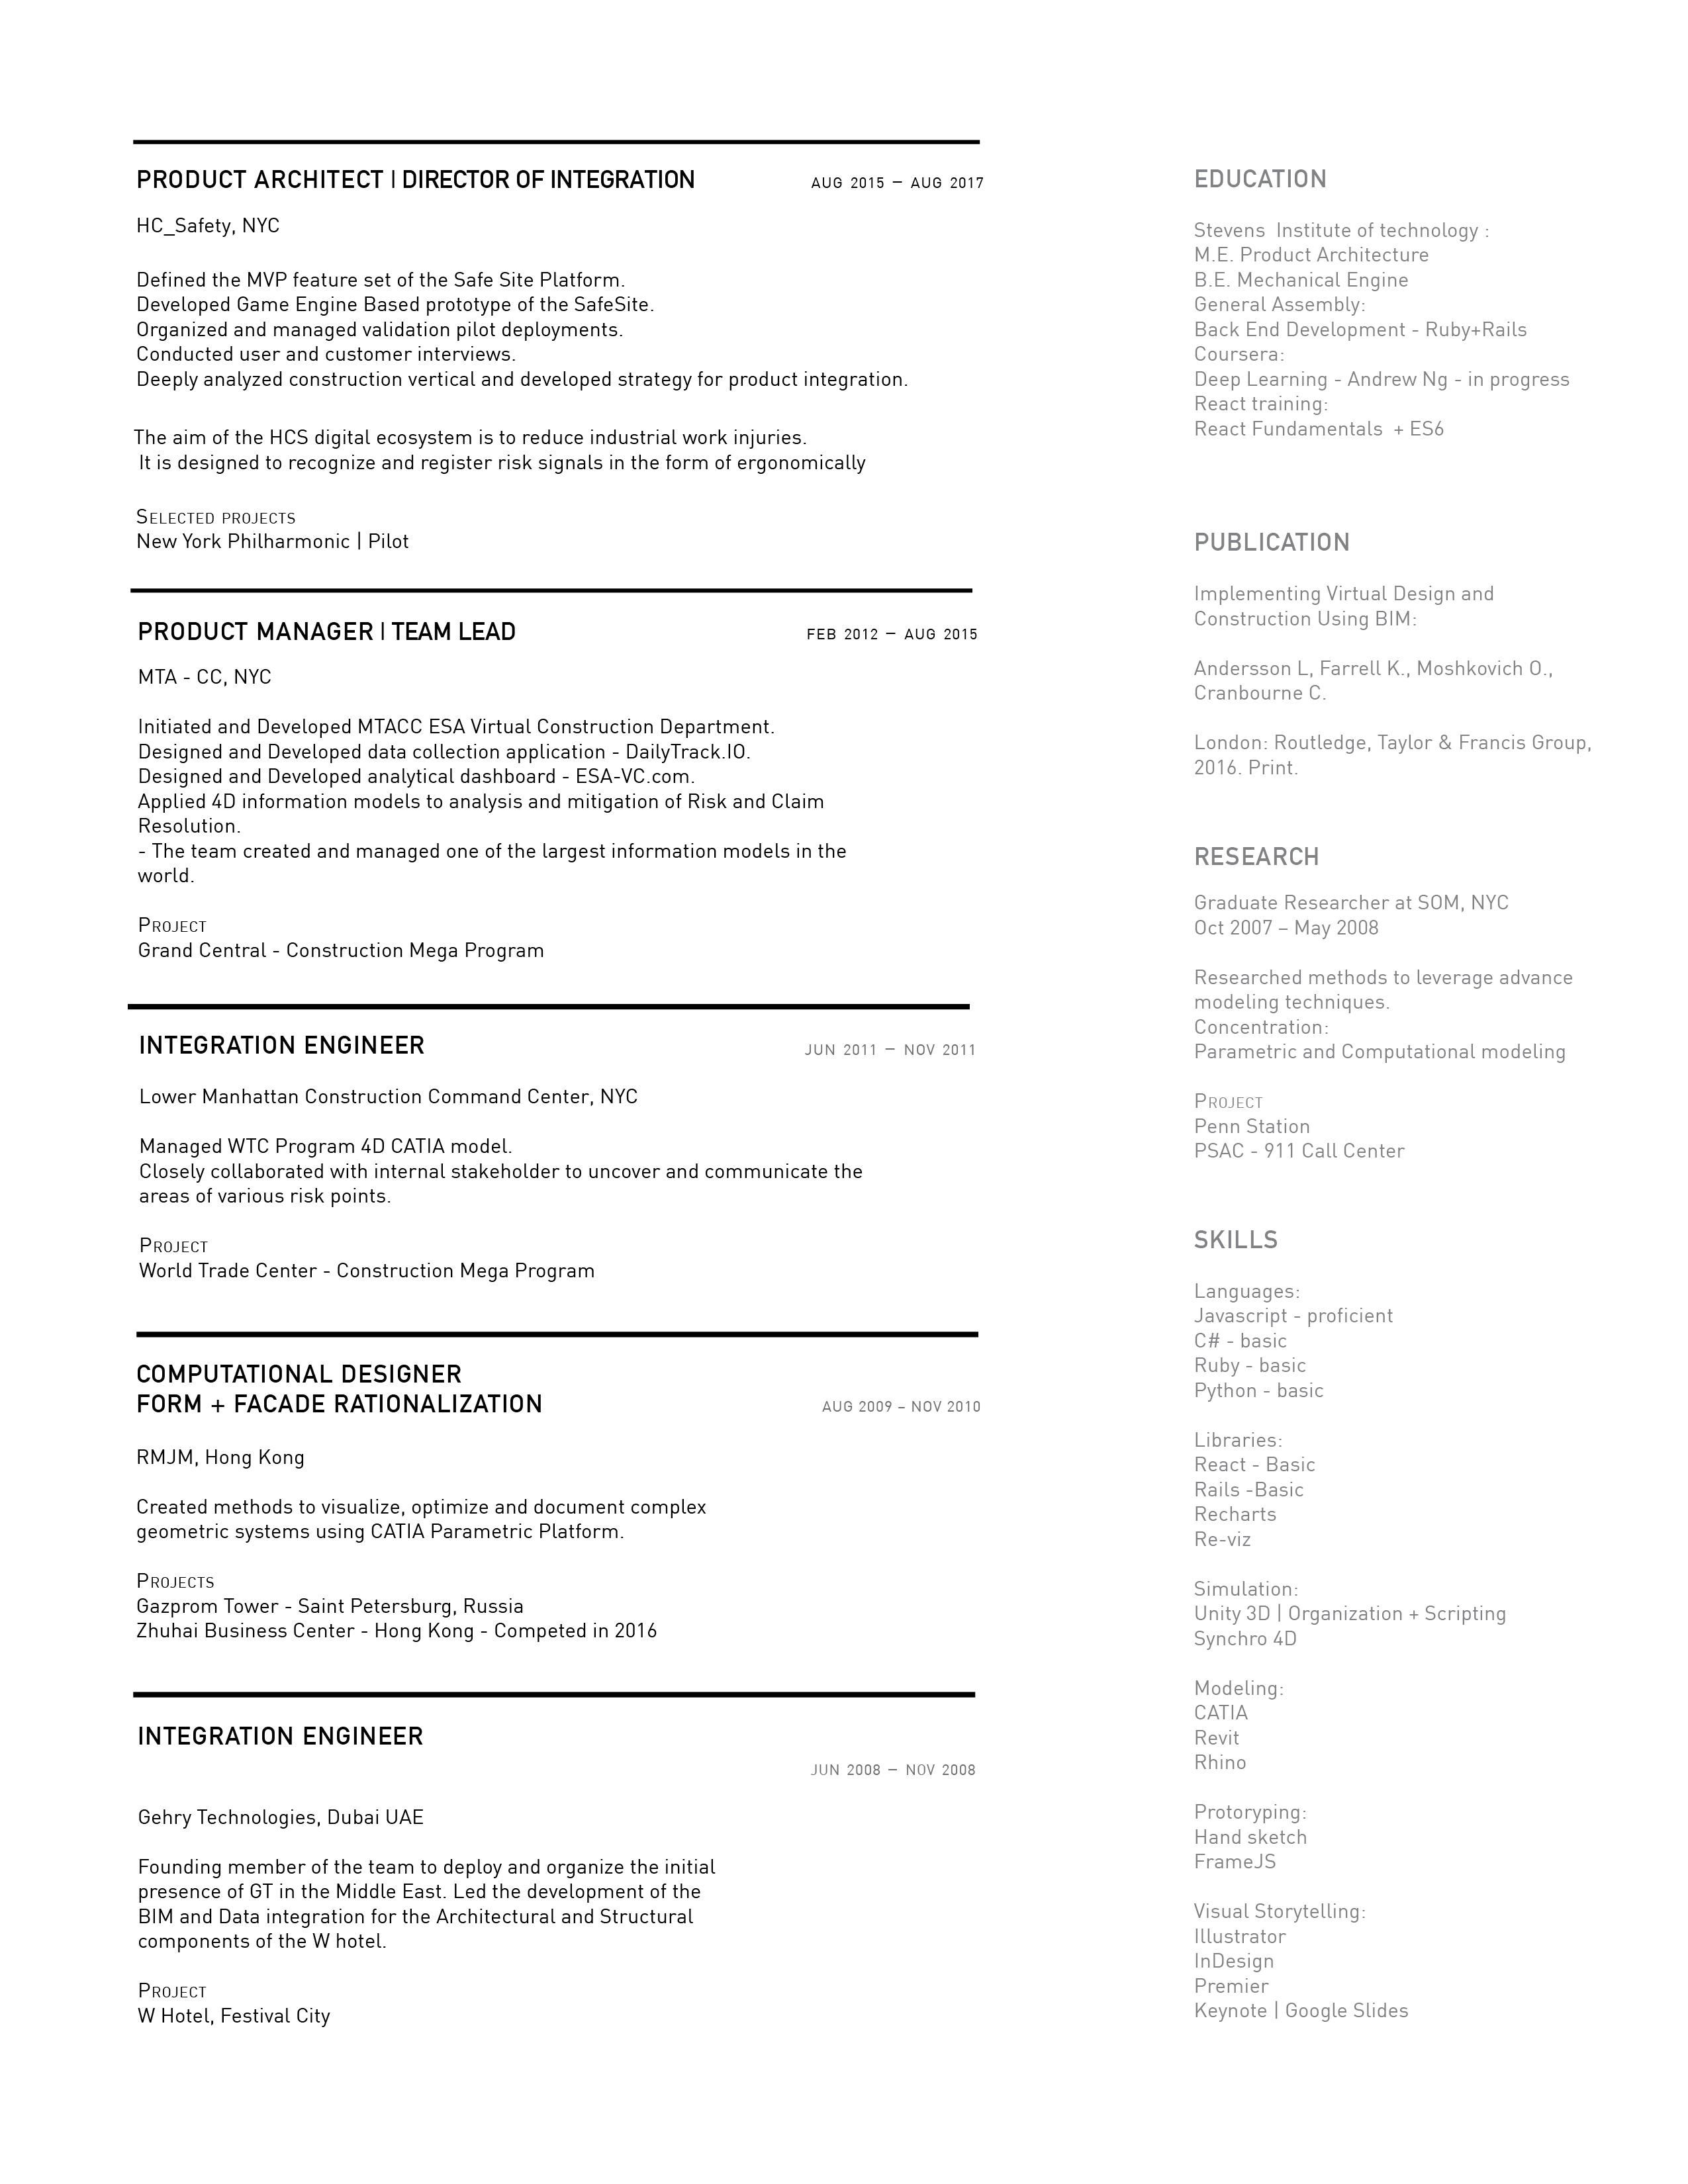 PRODUCT ARCHITECT | DIRECTOR OF INTEGRATION
AUG 2015 — AUG 2017
HC_Safety, NYC
Defined the MVP feature set of the Safe Site Platform.
Developed Game Engine Based prototype of the SafeSite.
Organized and managed validation pilot deployments.
Conducted user and customer interviews.
Deeply analyzed construction vertical and developed strategy for product integration.
The aim of the HCS digital ecosystem is to reduce industrial work injuries.
It is designed to recognize and register risk signals in the form of ergonomically
Selected projects
New York Philharmonic | Pilot
PRODUCT MANAGER | TEAM LEAD
FEB 2012 — AUG 2015
MTA - CC, NYC
Initiated and Developed MTACC ESA Virtual Construction Department.
Designed and Developed data collection application - DailyTrack.IO.
Designed and Developed analytical dashboard - ESA-VC.com.
Applied 4D information models to analysis and mitigation of Risk and Claim
Resolution.
- The team created and managed one of the largest information models in the
world.
Project
Grand Central - Construction Mega Program
INTEGRATION ENGINEER
JUN 2011 — NOV 2011
Lower Manhattan Construction Command Center, NYC
Managed WTC Program 4D CATIA model.
Closely collaborated with internal stakeholder to uncover and communicate the
areas of various risk points.
Project
World Trade Center - Construction Mega Program
COMPUTATIONAL DESIGNER
FORM + FACADE RATIONALIZATION
AUG 2009 – NOV 2010
RMJM, Hong Kong
Created methods to visualize, optimize and document complex
geometric systems using CATIA Parametric Platform.
Projects
Gazprom Tower - Saint Petersburg, Russia
Zhuhai Business Center - Hong Kong - Competed in 2016
INTEGRATION ENGINEER
JUN 2008 — NOV 2008
Gehry Technologies, Dubai UAE
Founding member of the team to deploy and organize the initial
presence of GT in the Middle East. Led the development of the
BIM and Data integration for the Architectural and Structural
components of the W hotel.
Project
W Hotel, Festival City
EDUCATION
Stevens  Institute of technology :
M.E. Product Architecture
B.E. Mechanical Engine
General Assembly:
Back End Development - Ruby+Rails
Coursera:
Deep Learning - Andrew Ng - in progress
React training:
React Fundamentals  + ES6
PUBLICATION
Implementing Virtual Design and
Construction Using BIM:
Andersson L, Farrell K., Moshkovich O.,
Cranbourne C.
London: Routledge, Taylor & Francis Group,
2016. Print.
RESEARCH
Graduate Researcher at SOM, NYC
Oct 2007 – May 2008
Researched methods to leverage advance
modeling techniques.
Concentration:
Parametric and Computational modeling
Project
Penn Station
PSAC - 911 Call Center
SKILLS
Languages:
Javascript - proficient
C# - basic
Ruby - basic
Python - basic
Libraries:
React - Basic
Rails -Basic
Recharts
Re-viz
Simulation:
Unity 3D | Organization + Scripting
Synchro 4D
Modeling:
CATIA
Revit
Rhino
Protoryping:
Hand sketch
FrameJS
Visual Storytelling:
Illustrator
InDesign
Premier
Keynote | Google Slides